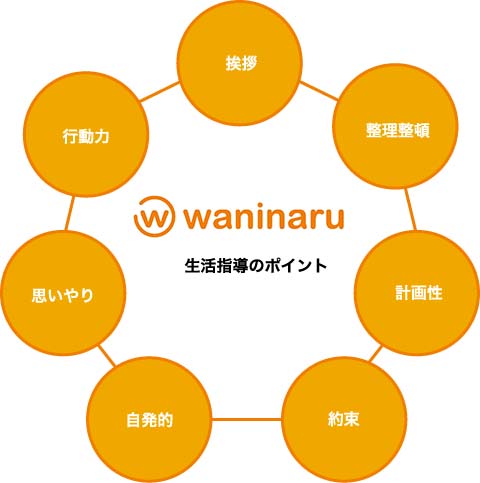 挨拶
整理整頓
計画性
約束
自発的
思いやり
行動力
waninaru
生活指導のポイント